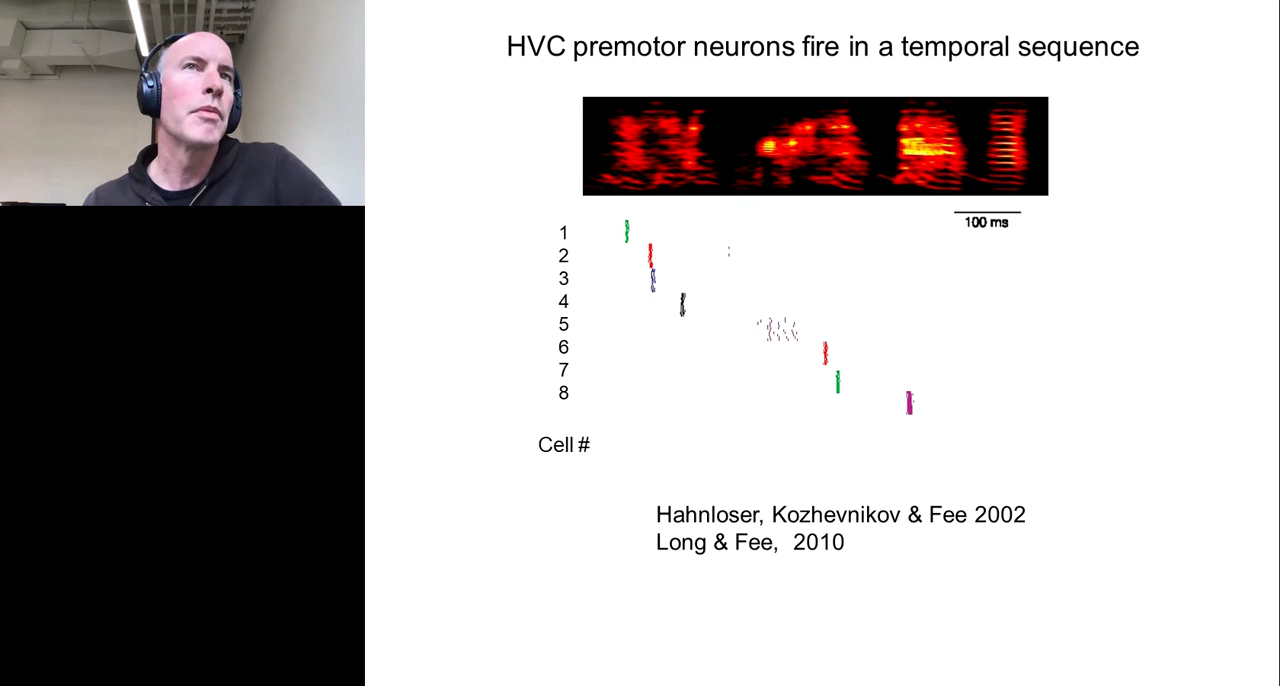 HVC premotor neurons fire in a temporal sequence
100 ms
1
2
3
4
5
6
7
8
Cell #
Hahnloser, Kozhevnikov & Fee 2002
Long & Fee, 2010